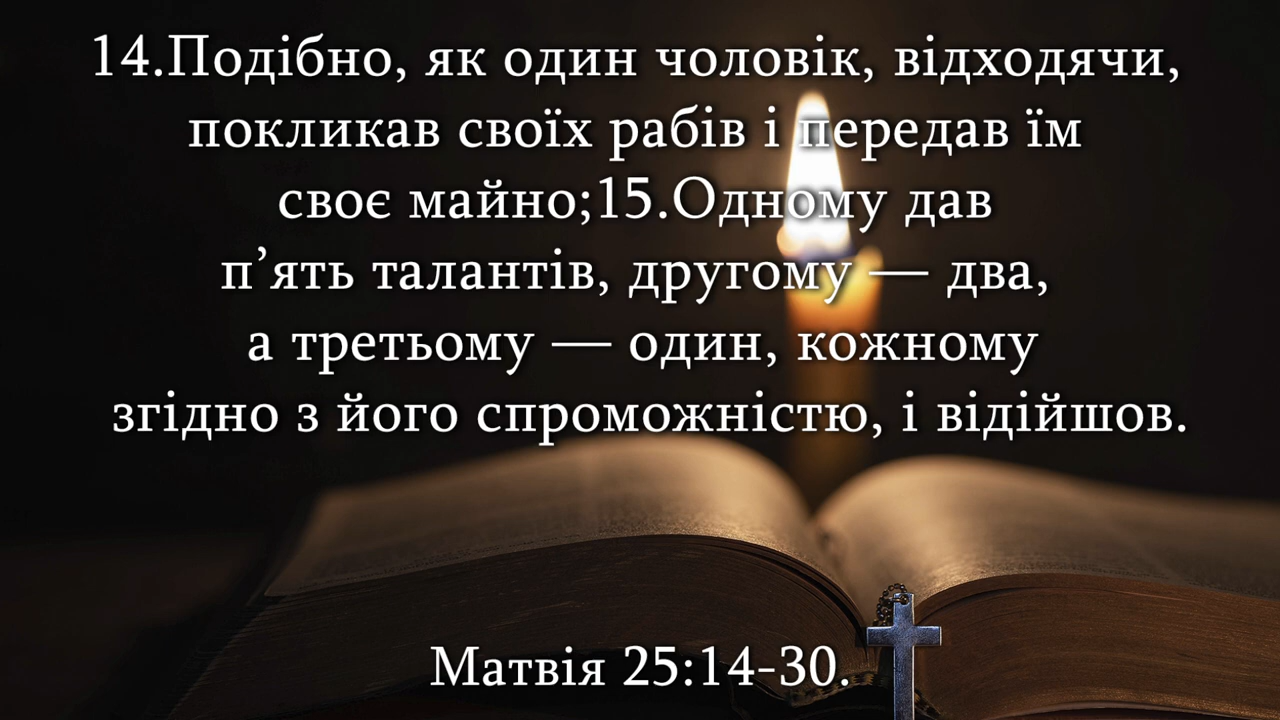 14.Подібно, як один чоловік, відходячи,
покликав своїх рабів і передав їм
своє майно;15.Одному дав
п’ять талантів, другому — два,
а третьому — один, кожному
згідно з його спроможністю, і відійшов.
Матвія 25:14-30.